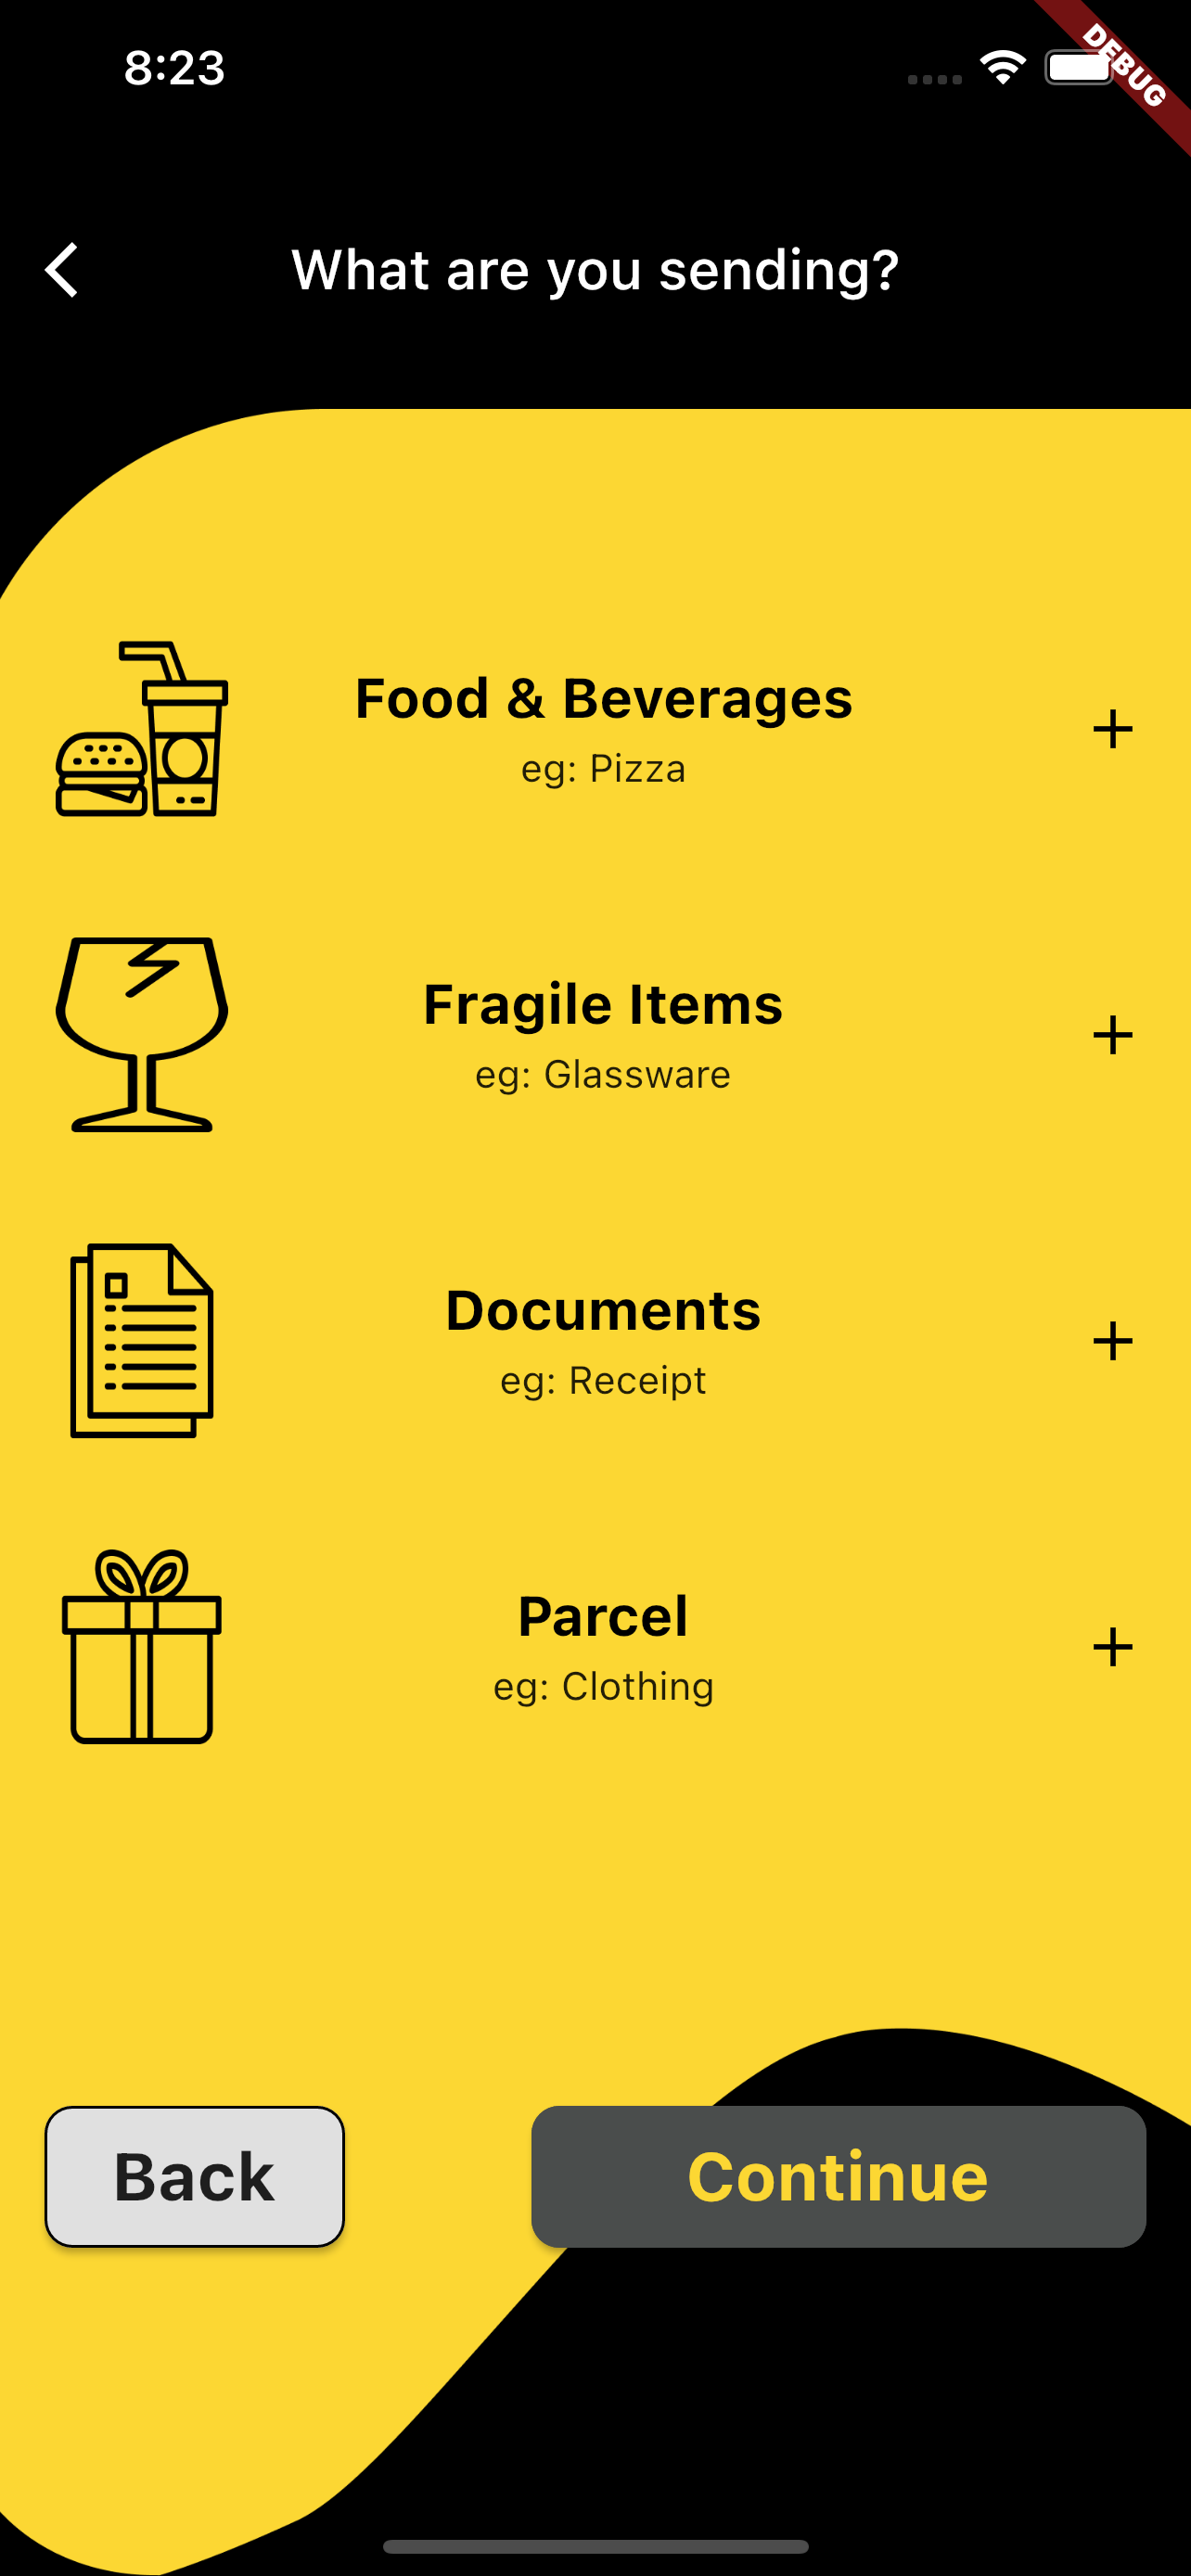 8:23
DEBUG
What are you sending?
Food & Beverages
eg: Pizza
+
Fragile Items
eg: Glassware
+
Documents
eg: Receipt
+
Parcel
eg: Clothing
+
Back
Continue